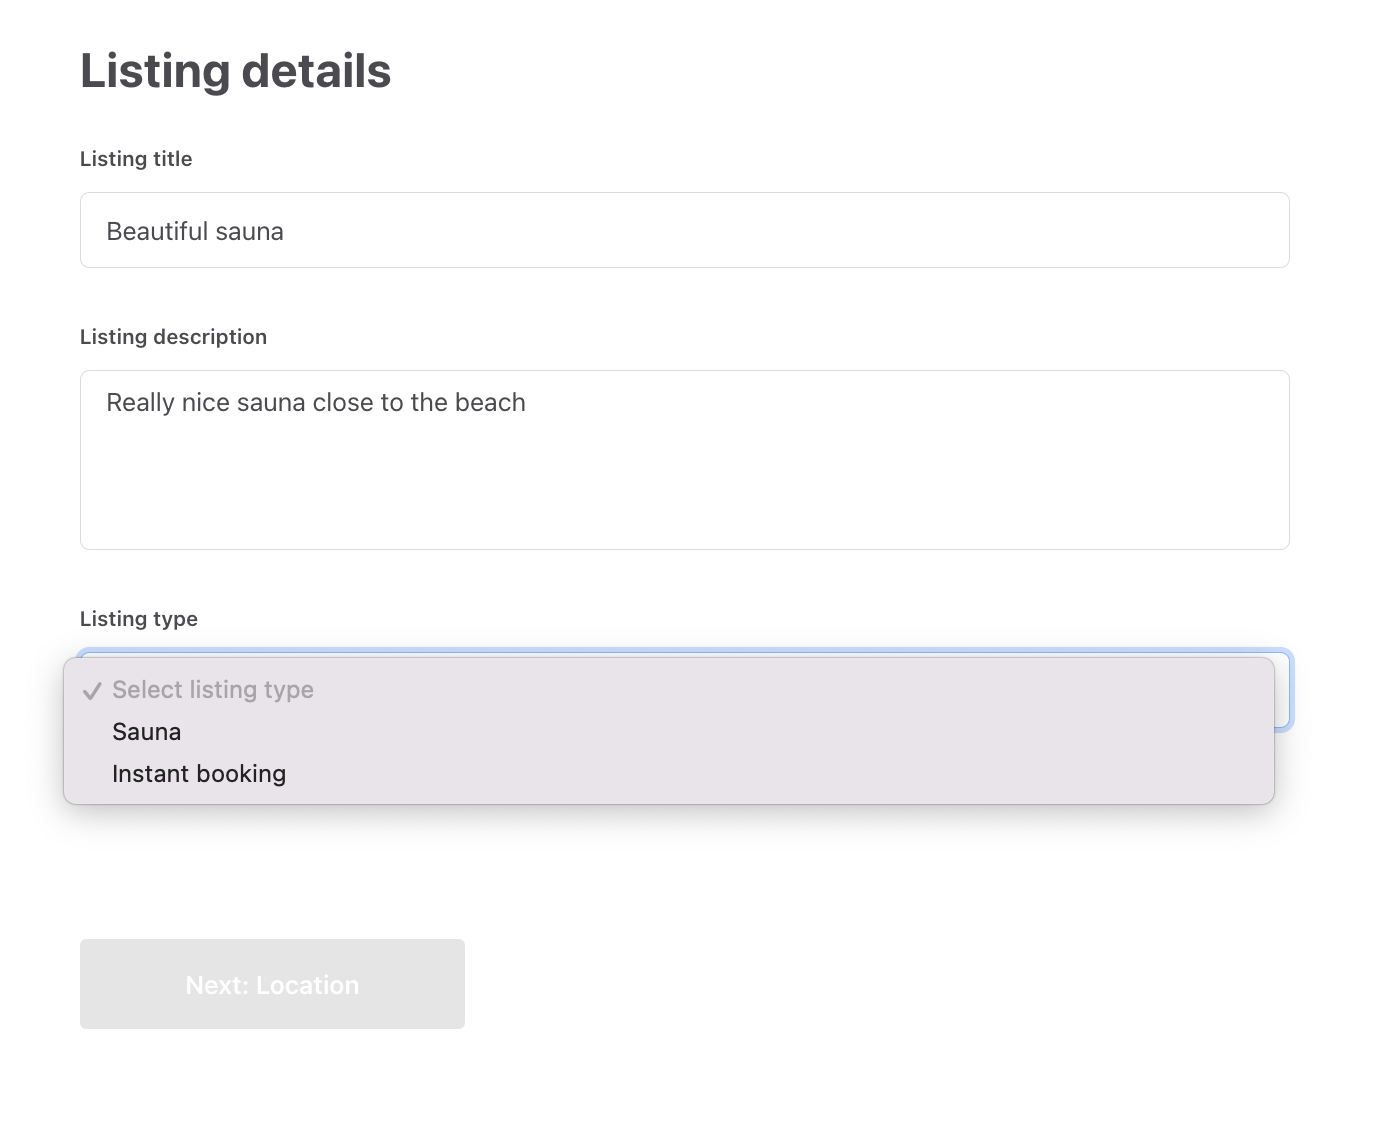 Listing details
Listing title
Beautiful sauna
Listing description
Really nice sauna close to the beach
Listing type
Select listing type
Sauna
Instant booking
Next: Location